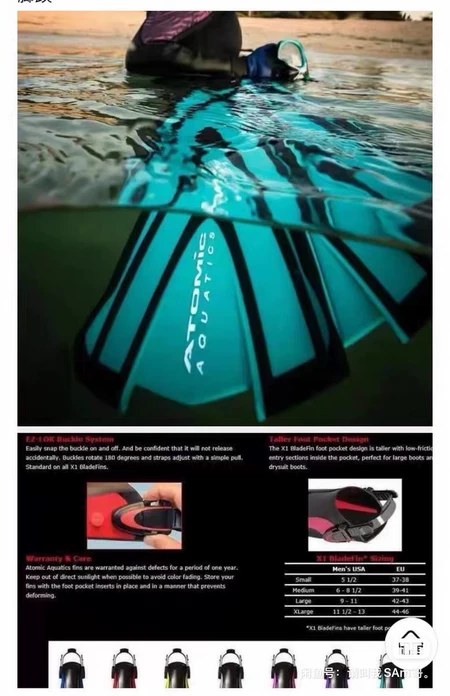 ATOMIC
AQUATICS
EZ-LOK Buckle System
Easily snap the buckle on and off. And be confident that it will not release
accidentally. Buckles rotate 180 degrees and straps adjust with a simple pull.
Standard on all X1 BladeFins.
Taller Foot Pocket Design
The X1 BladeFin foot pocket design is taller with low-frictio
entry sections inside the pocket, perfect for large boots an
drysuit boots.
Warranty & Care
Atomic Aquatics fins are warranted against defects for a period of one year.
Keep out of direct sunlight when possible to avoid color fading. Store your
fins with the foot pocket inserts in place and in a manner that prevents
deforming.
X1 BladeFin* Sizing
Men's USA EU
Small 5 1/2 37-38
Medium 6 - 8 1/2 39-41
Large 9 - 11 42-43
XLarge 11 1/2 - 13 44-46
*X1 BladeFins have taller foot po